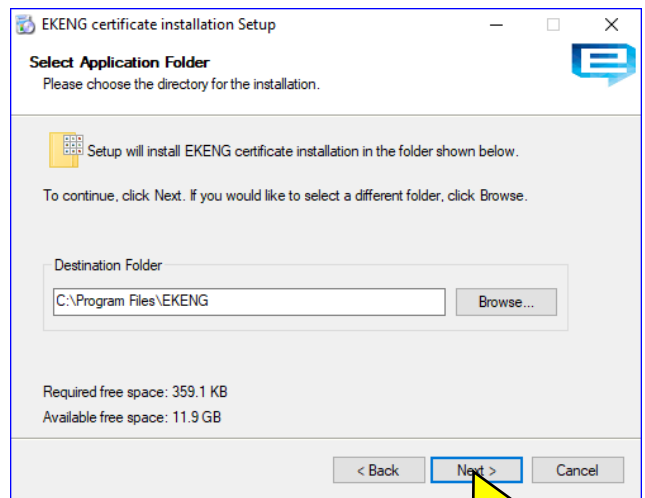 EKENG certificate installation Setup
Select Application Folder
Please choose the directory for the installation.
Setup will install EKENG certificate installation in the folder shown below.
To continue, click Next. If you would like to select a different folder, click Browse.
Destination Folder
C:\Program Files\EKENG
Browse...
Required free space: 359.1 KB
Available free space: 11.9 GB
< Back
Next >
Cancel